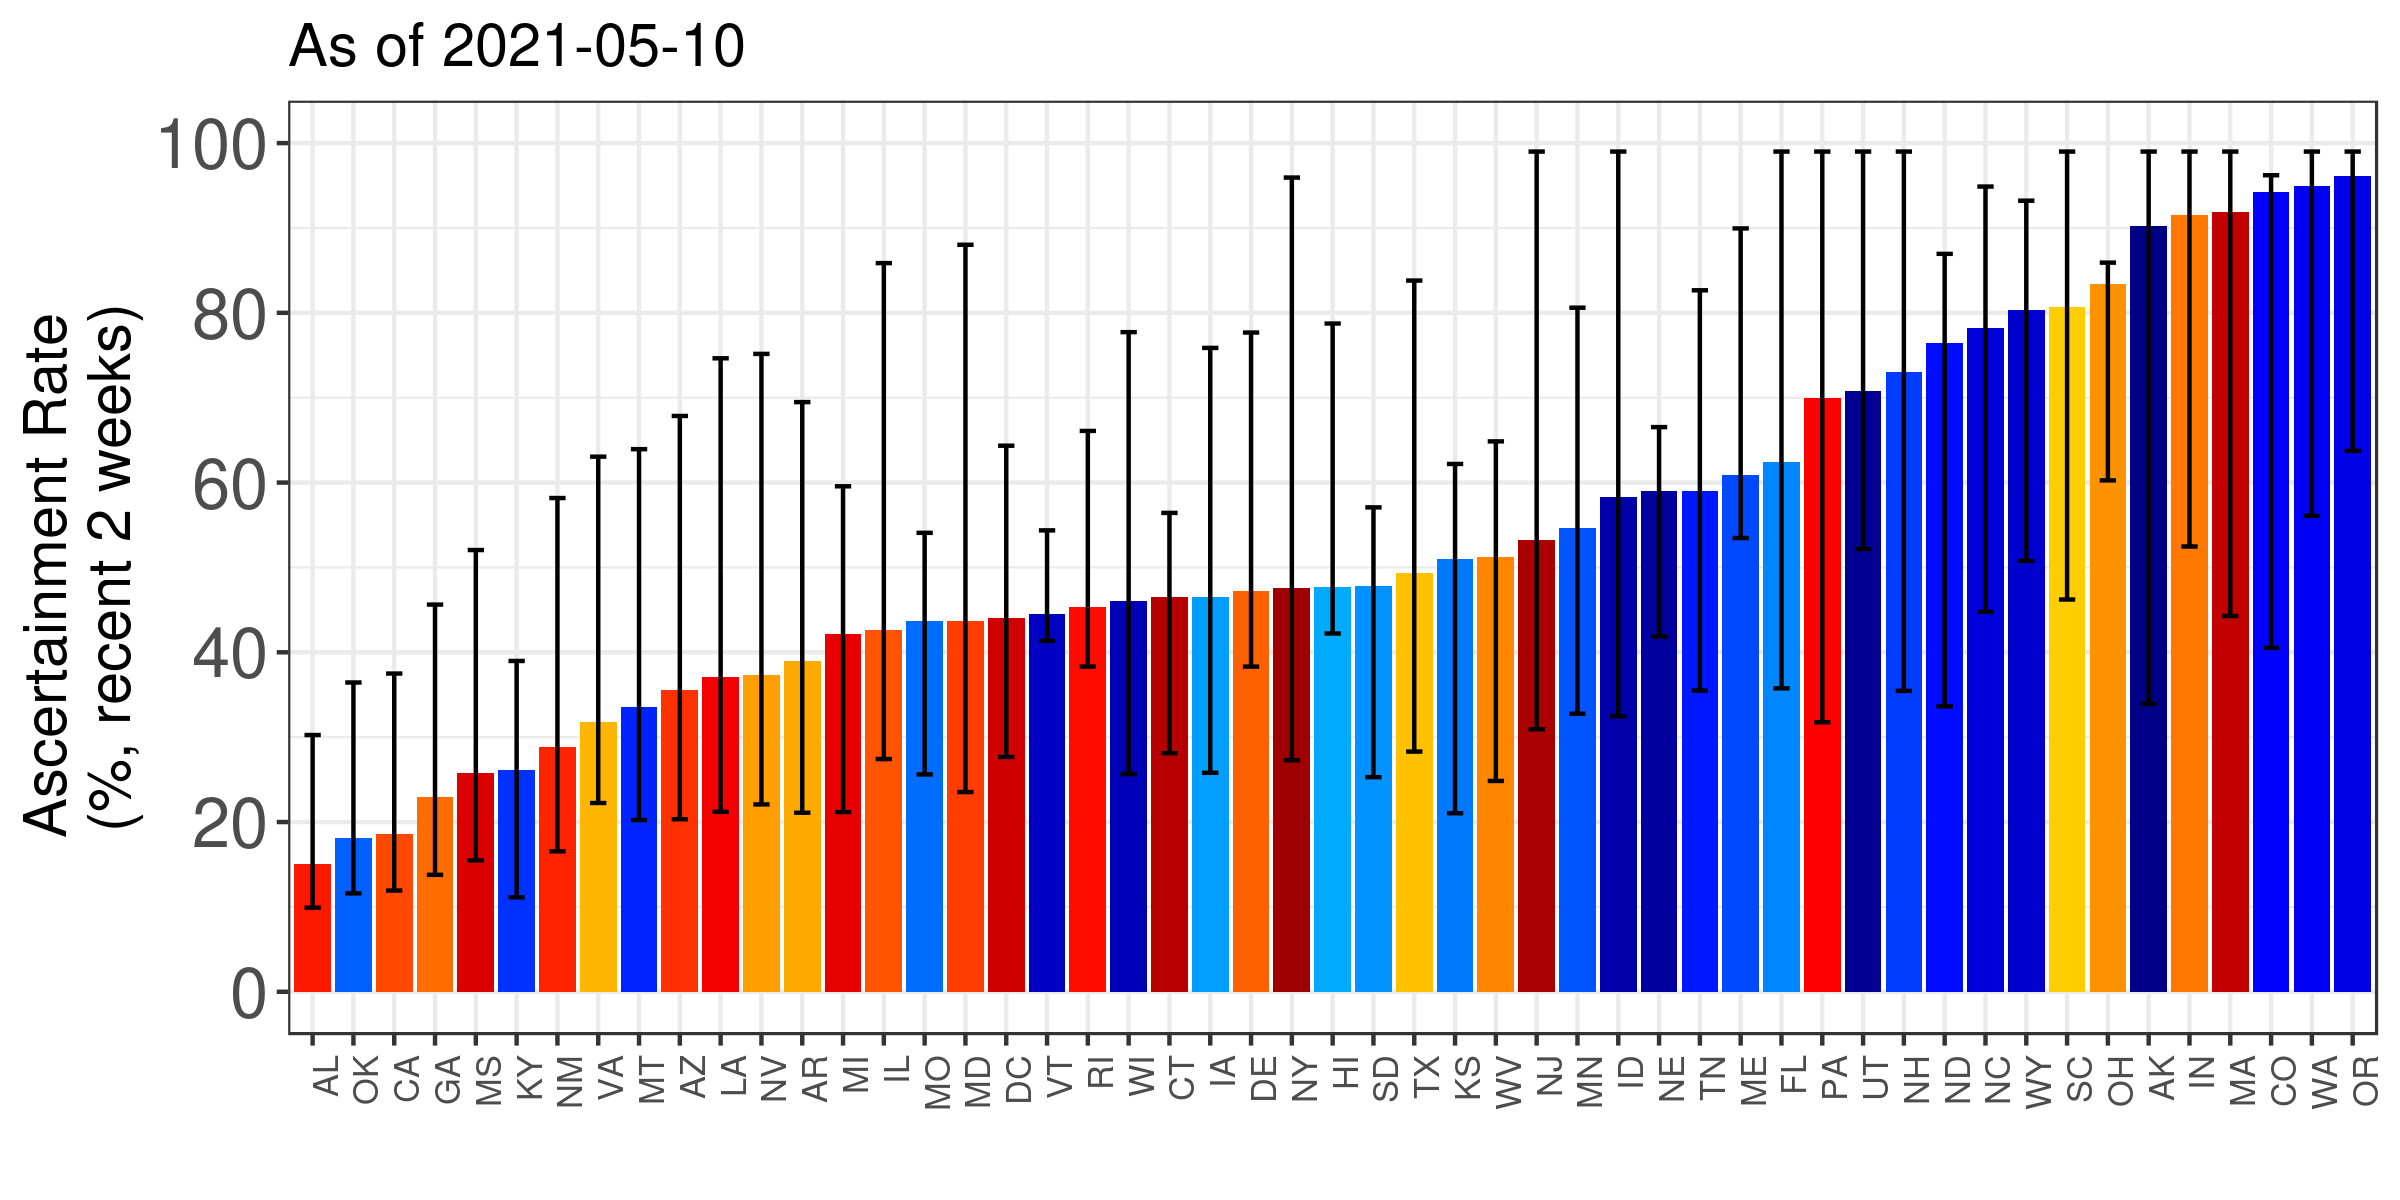 As of 2021-05-10
Ascertainment Rate
(%, recent 2 weeks)
100
80
60
40
20
0
AL OK CA GA MS KY NM VA MT AZ LA NV AR MI IL MO MD DC VT RI WI CT IA DE NY HI SD TX KS WV NJ MN ID NE TN ME FL PA UT NH ND NC WY SC OH AK IN MA CO WA OR